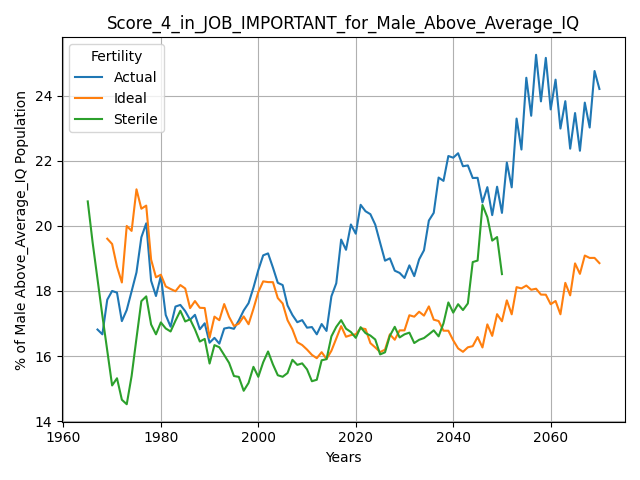 Score_4_in_JOB_IMPORTANT_for_Male_Above_Average_IQ
Fertility
Actual
Ideal
Sterile
% of Male Above_Average_IQ Population
24
22
20
18
16
14
1960
1980
2000
2020
2040
2060
Years